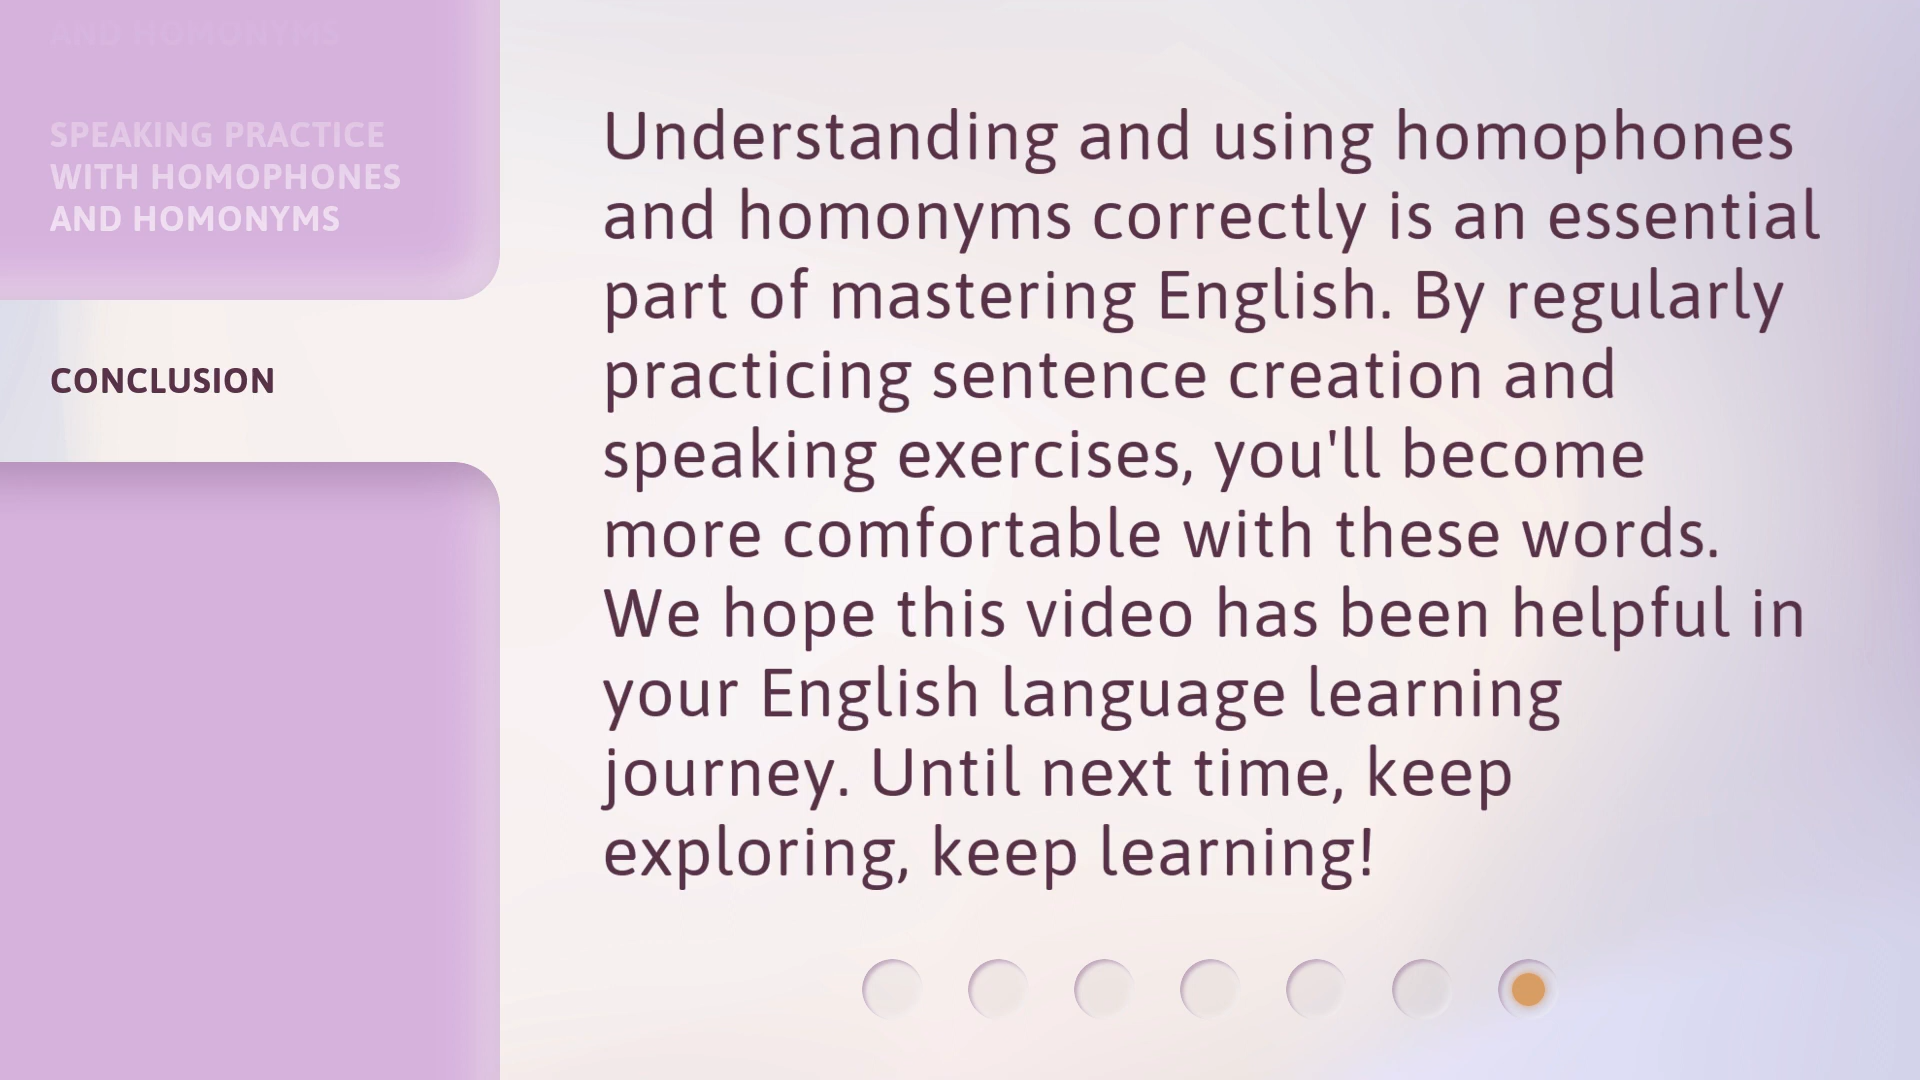 AND HOMONYMS
SPEAKING PRACTICE
WITH HOMOPHONES
AND HOMONYMS
CONCLUSION
Understanding and using homophones
and homonyms correctly is an essential
part of mastering English. By regularly
practicing sentence creation and
speaking exercises, you'll become
more comfortable with these words.
We hope this video has been helpful in
your English language learning
journey. Until next time, keep
exploring, keep learning!